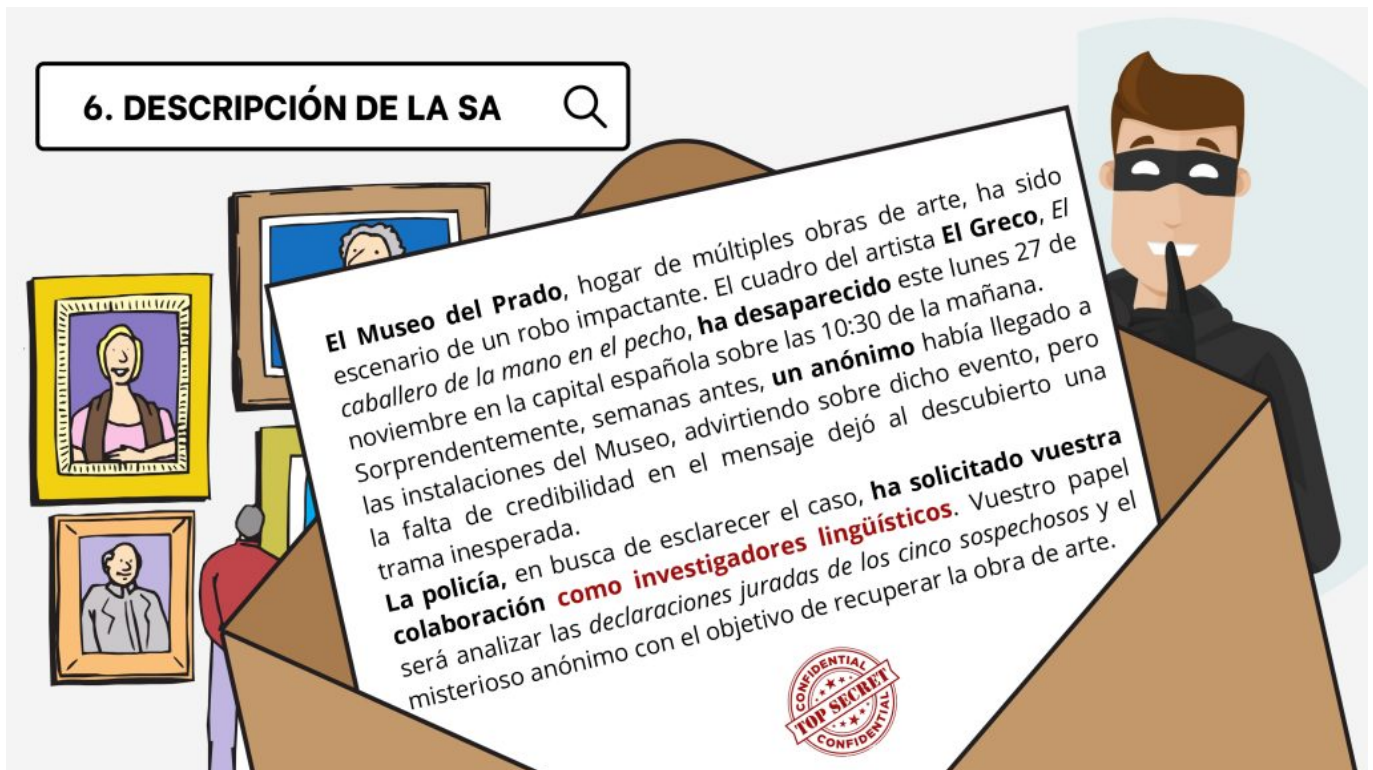 6. DESCRIPCIÓN DE LA SA
El Museo del Prado, hogar de múltiples obras de arte, ha sido
escenario de un robo impactante. El cuadro del artista El Greco, El
caballero de la mano en el pecho, ha desaparecido este lunes 27 de
noviembre en la capital española sobre las 10:30 de la mañana.
Sorprendentemente, semanas antes, un anónimo había llegado a
las instalaciones del Museo, advirtiendo sobre dicho evento, pero
la falta de credibilidad en el mensaje dejó al descubierto una
trama inesperada.
La policía, en busca de esclarecer el caso, ha solicitado vuestra
colaboración como investigadores lingüísticos. Vuestro papel
será analizar las declaraciones juradas de los cinco sospechosos y el
misterioso anónimo con el objetivo de recuperar la obra de arte.
CONFIDENTIAL
TOP SECRET
CONFIDENTIAL